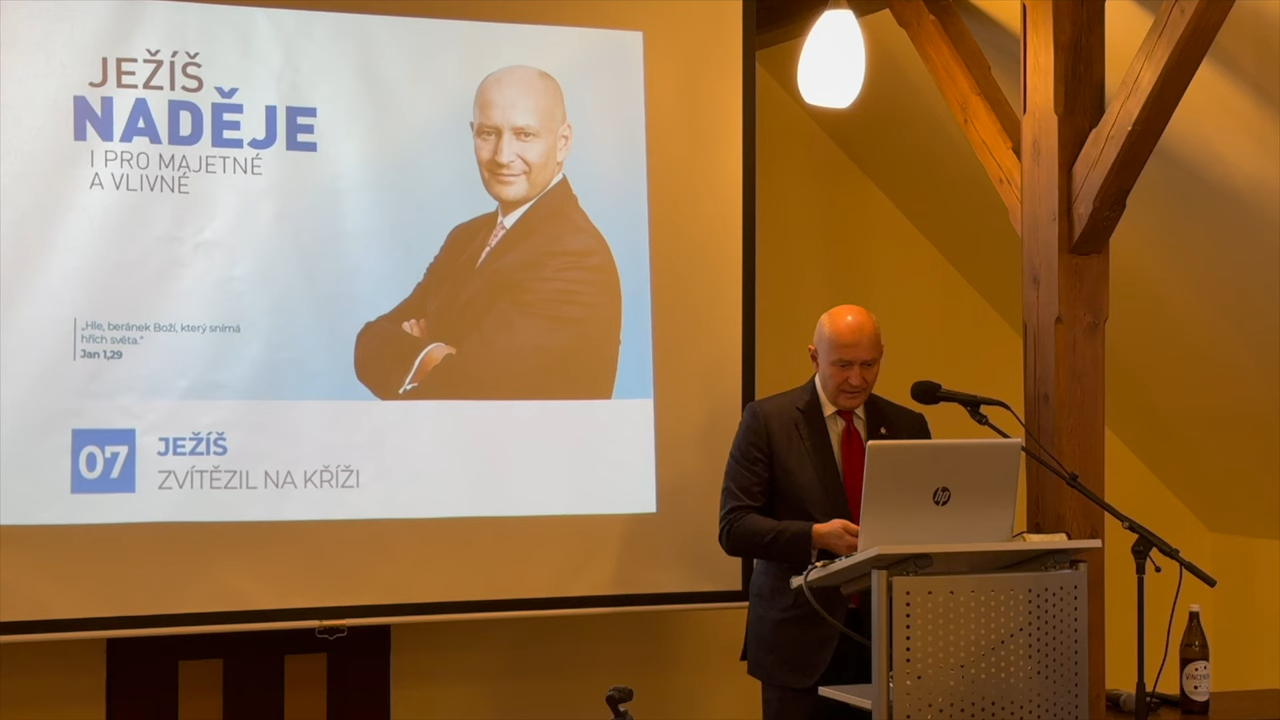 JEŽÍŠ
NADĚJE
I PRO MAJETNÉ
A VLIVNÉ
„Hle, beránek Boží, který snímá
hřích světa.“
Jan 1,29
07
JEŽÍŠ
ZVÍTĚZIL NA KŘÍŽI
hp